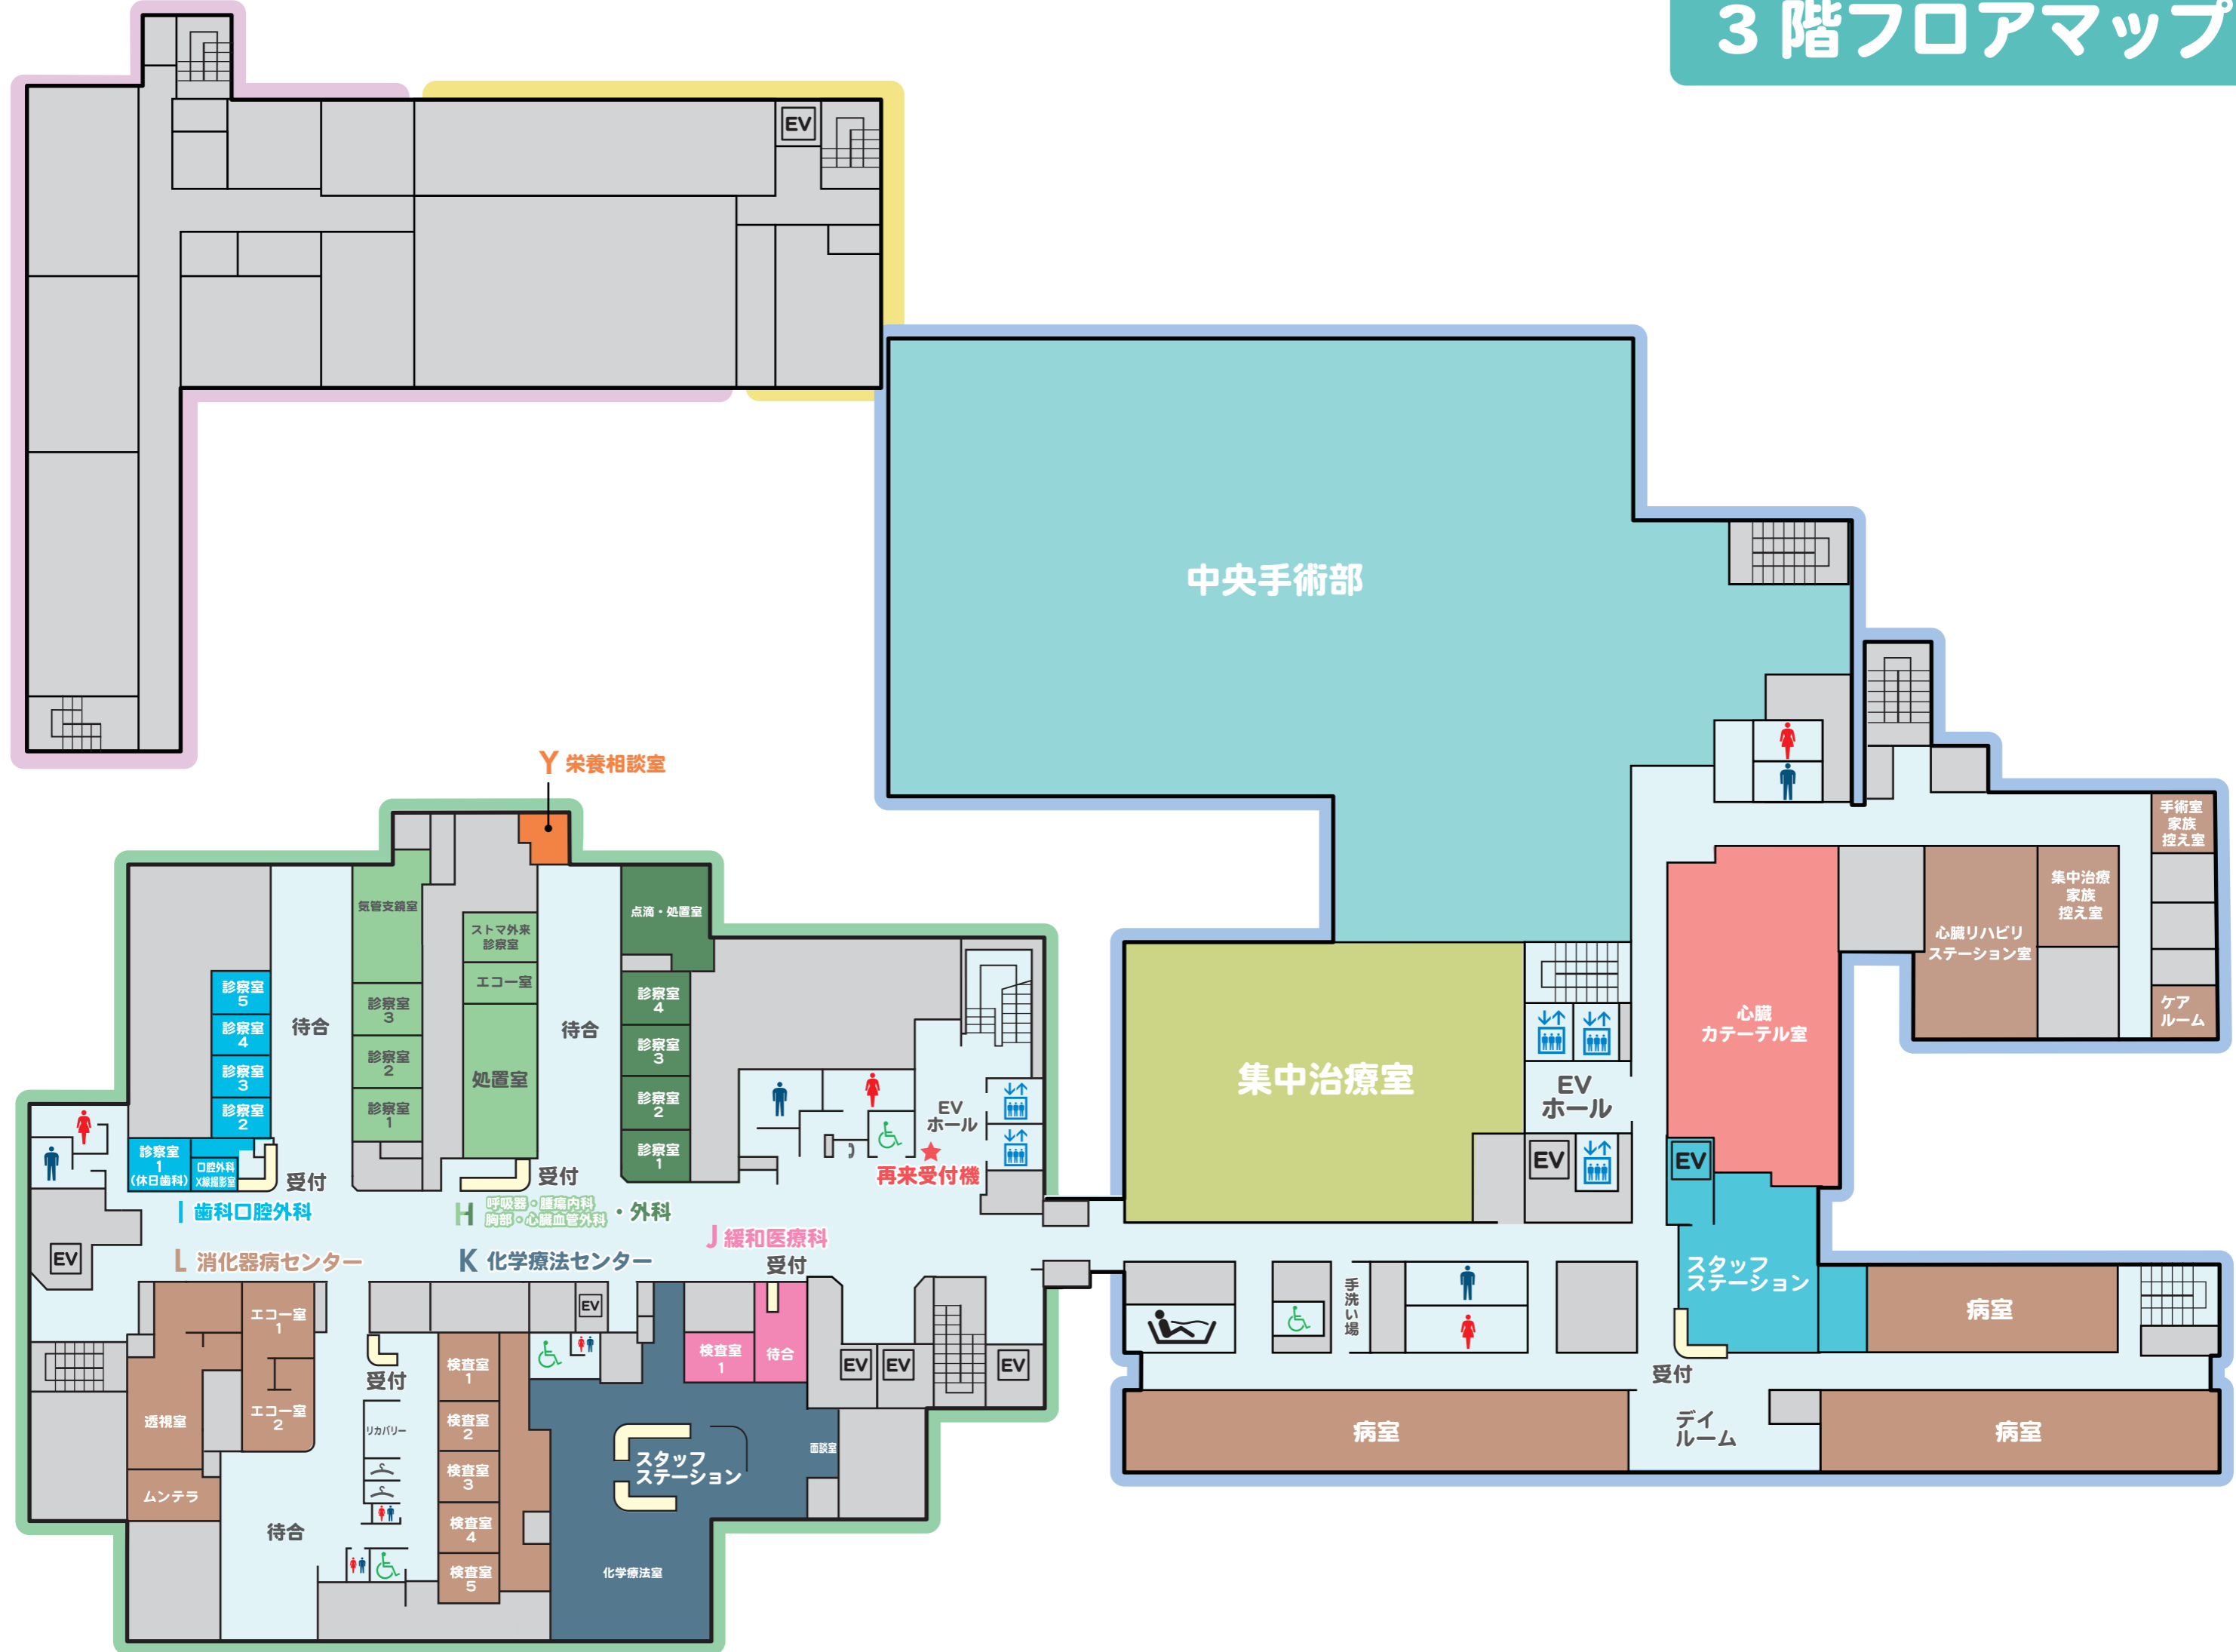 3階フロアマップ
EV
中央手術部
Y 栄養相談室
手術室
家族
控え室
集中治療
家族
控え室
心臓リハビリ
ステーション室
ケア
ルーム
心臓
カテーテル室
気管支鏡室
ストマ外来
診察室
エコー室
処置室
点滴・処置室
診察室
5
診察室
4
診察室
3
診察室
2
診察室
1
(休日歯科)
口腔外科
X線撮影室
待合
受付
診察室
3
診察室
2
診察室
1
待合
受付
診察室
4
診察室
3
診察室
2
診察室
1
EV
ホール
再来受付機
集中治療室
EV
ホール
EV
EV
I 歯科口腔外科
H 呼吸器・腫瘍内科
胸部・心臓血管外科
・外科
J 緩和医療科
受付
L 消化器病センター
K 化学療法センター
EV
エコー室
1
エコー室
2
透視室
ムンテラ
待合
受付
リカバリー
EV
検査室
1
検査室
2
検査室
3
検査室
4
検査室
5
検査室
1
待合
EV
EV
EV
スタッフ
ステーション
面談室
化学療法室
手洗い場
スタッフ
ステーション
受付
病室
病室
デイ
ルーム
病室